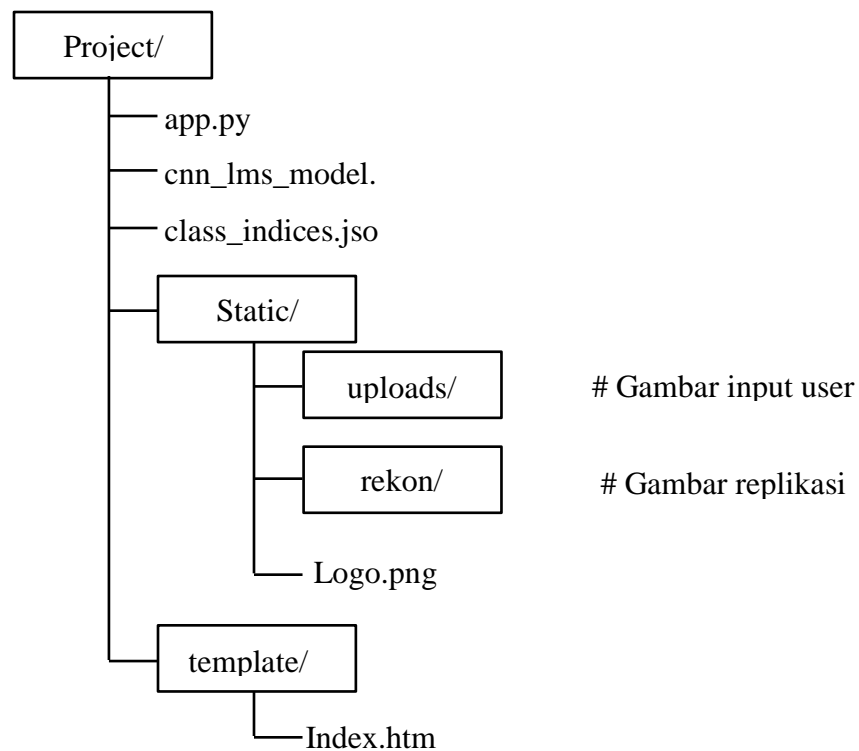 Project/
app.py
cnn_lms_model.
class_indices.jso
Static/
uploads/ # Gambar input user
rekon/ # Gambar replikasi
Logo.png
template/
Index.htm